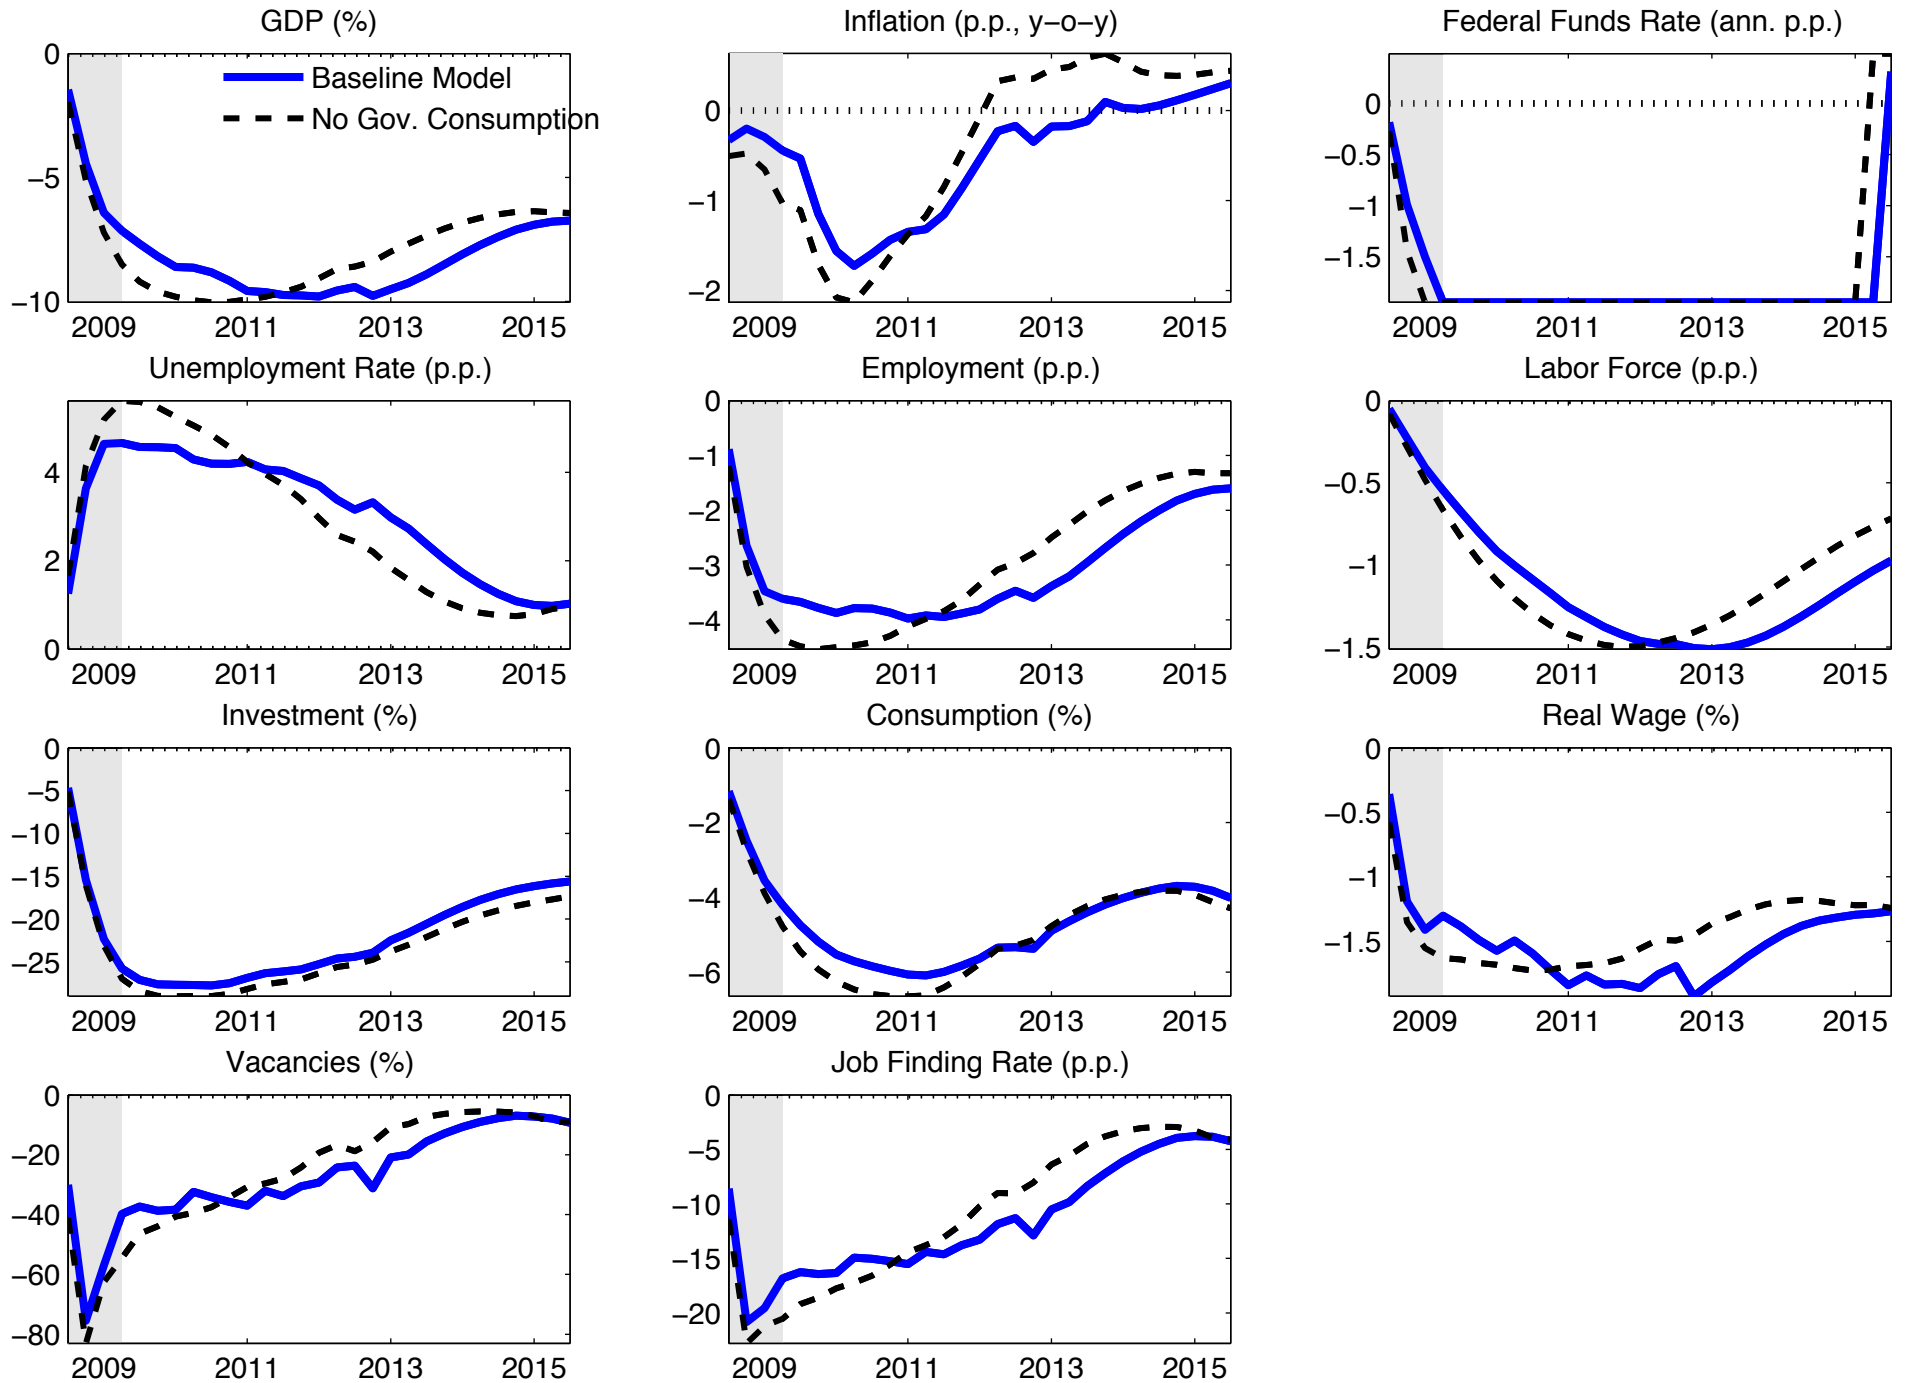 GDP (%)
0
−5
−10
2009 2011 2013 2015
Baseline Model
No Gov. Consumption
Inflation (p.p., y−o−y)
0
−1
−2
2009 2011 2013 2015
Federal Funds Rate (ann. p.p.)
0
−0.5
−1
−1.5
2009 2011 2013 2015
Unemployment Rate (p.p.)
4
2
0
2009 2011 2013 2015
Employment (p.p.)
0
−1
−2
−3
−4
2009 2011 2013 2015
Labor Force (p.p.)
0
−0.5
−1
−1.5
2009 2011 2013 2015
Investment (%)
0
−5
−10
−15
−20
−25
2009 2011 2013 2015
Consumption (%)
0
−2
−4
−6
2009 2011 2013 2015
Real Wage (%)
0
−0.5
−1
−1.5
2009 2011 2013 2015
Vacancies (%)
0
−20
−40
−60
−80
2009 2011 2013 2015
Job Finding Rate (p.p.)
0
−5
−10
−15
−20
2009 2011 2013 2015